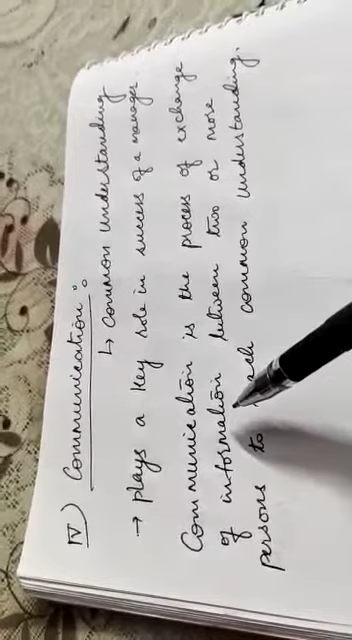 IV) Communication :
↳ common understanding
→ plays a key role in success of a manager.
Communication is the process of exchange
of information between two or more
persons to common understanding.